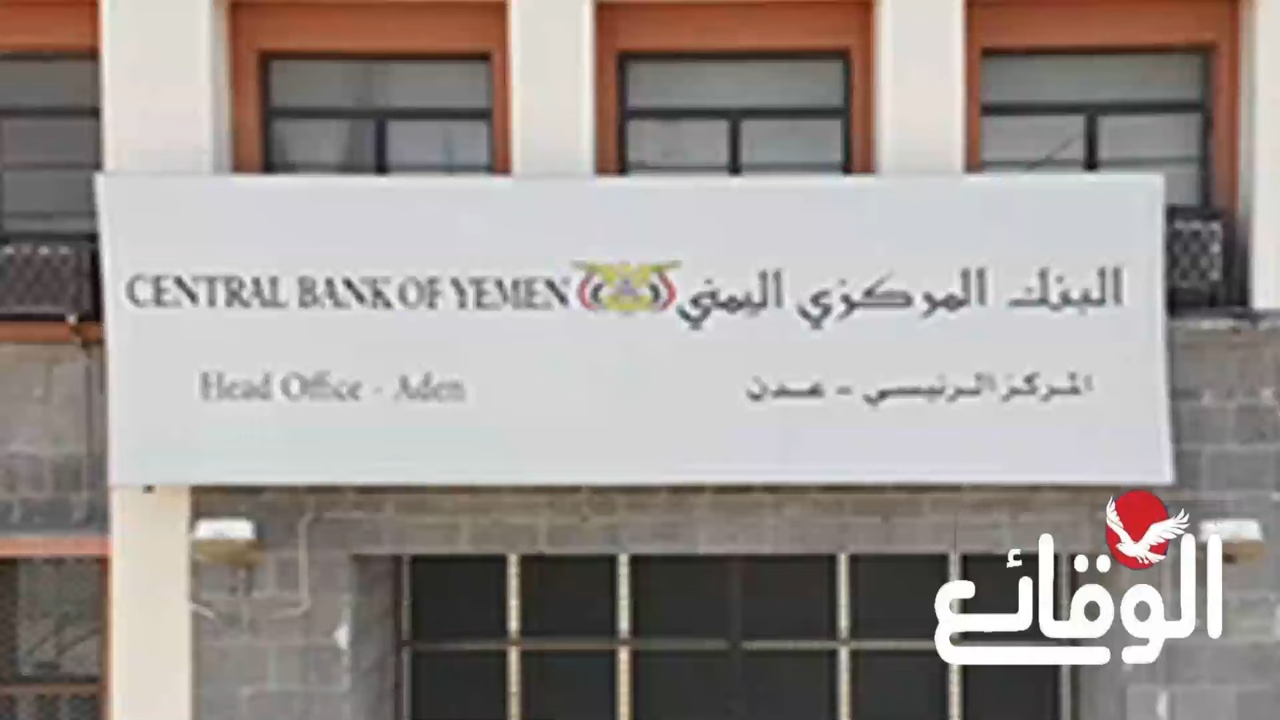 CENTRAL BANK OF YEMEN البنك المركزي اليمني
Head Office - Aden المركز الرئيسي - عدن
الوقائع